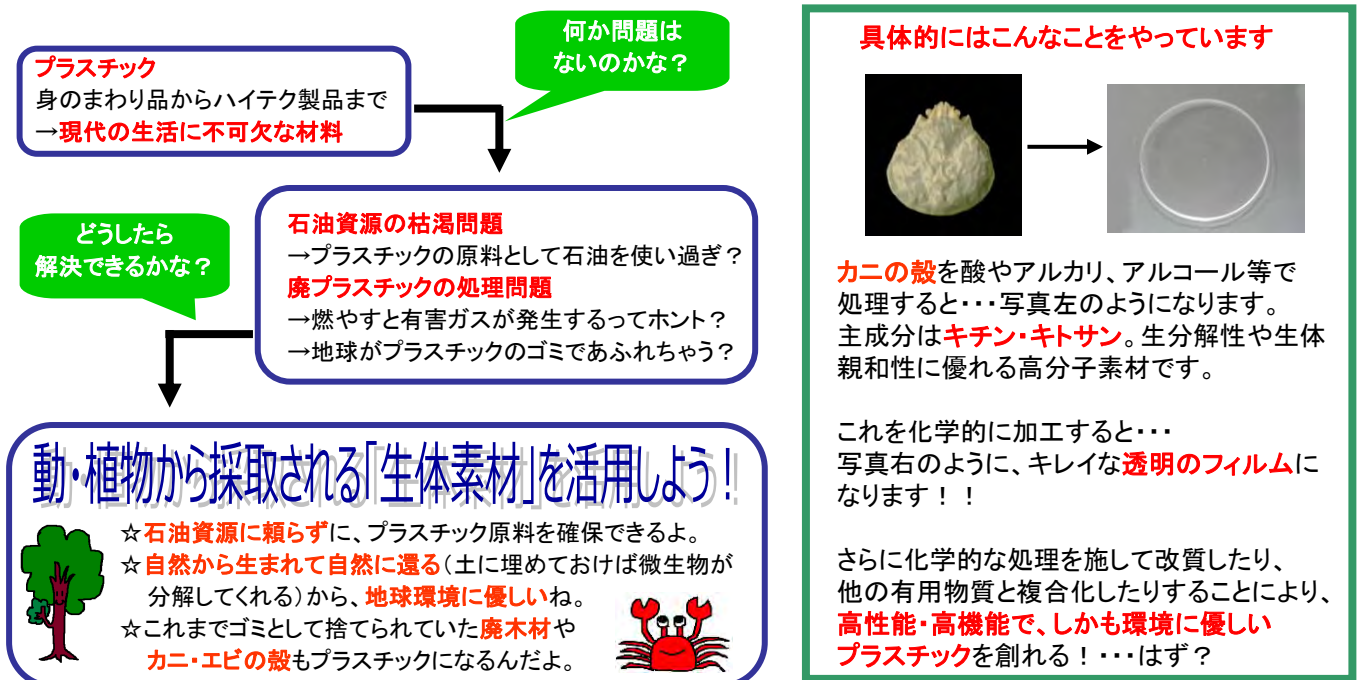 何か問題は
ないのかな？
プラスチック
身のまわり品からハイテク製品まで
→現代の生活に不可欠な材料
どうしたら
解決できるかな？
石油資源の枯渇問題
→プラスチックの原料として石油を使い過ぎ？
廃プラスチックの処理問題
→燃やすと有害ガスが発生するってホント？
→地球がプラスチックのゴミであふれちゃう？
動・植物から採取される「生体素材」を活用しよう！
☆石油資源に頼らずに、プラスチック原料を確保できるよ。
☆自然から生まれて自然に還る（土に埋めておけば微生物が
分解してくれる）から、地球環境に優しいね。
☆これまでゴミとして捨てられていた廃木材や
カニ・エビの殻もプラスチックになるんだよ。
具体的にはこんなことをやっています
カニの殻を酸やアルカリ、アルコール等で
処理すると・・・写真左のようになります。
主成分はキチン・キトサン。生分解性や生体
親和性に優れる高分子素材です。
これを化学的に加工すると・・・
写真右のように、キレイな透明のフィルムに
なります！！
さらに化学的な処理を施して改質したり、
他の有用物質と複合化したりすることにより、
高性能・高機能で、しかも環境に優しい
プラスチックを創れる！・・・はず？